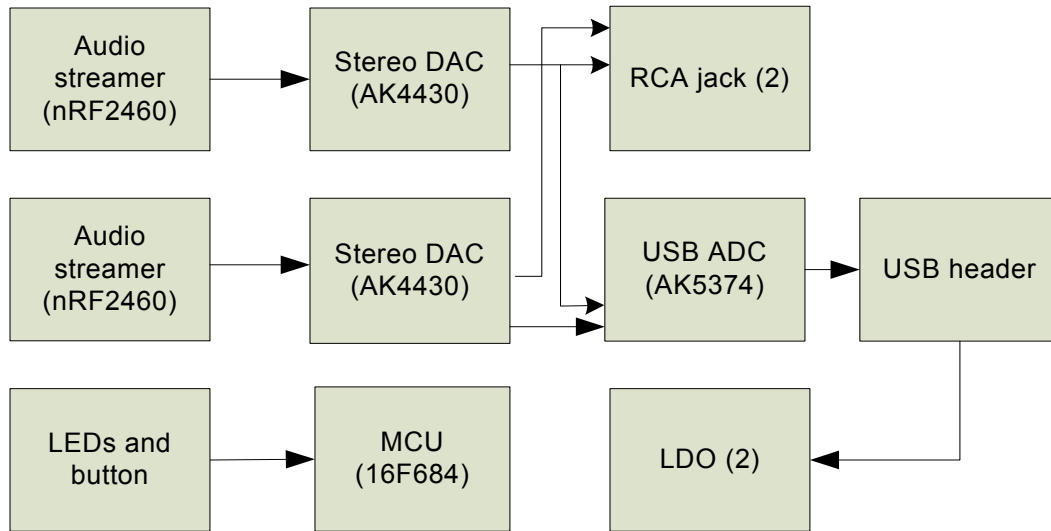 Audio
streamer
(nRF2460)
Stereo DAC
(AK4430)
RCA jack (2)
Audio
streamer
(nRF2460)
Stereo DAC
(AK4430)
USB ADC
(AK5374)
USB header
LEDs and
button
MCU
(16F684)
LDO (2)